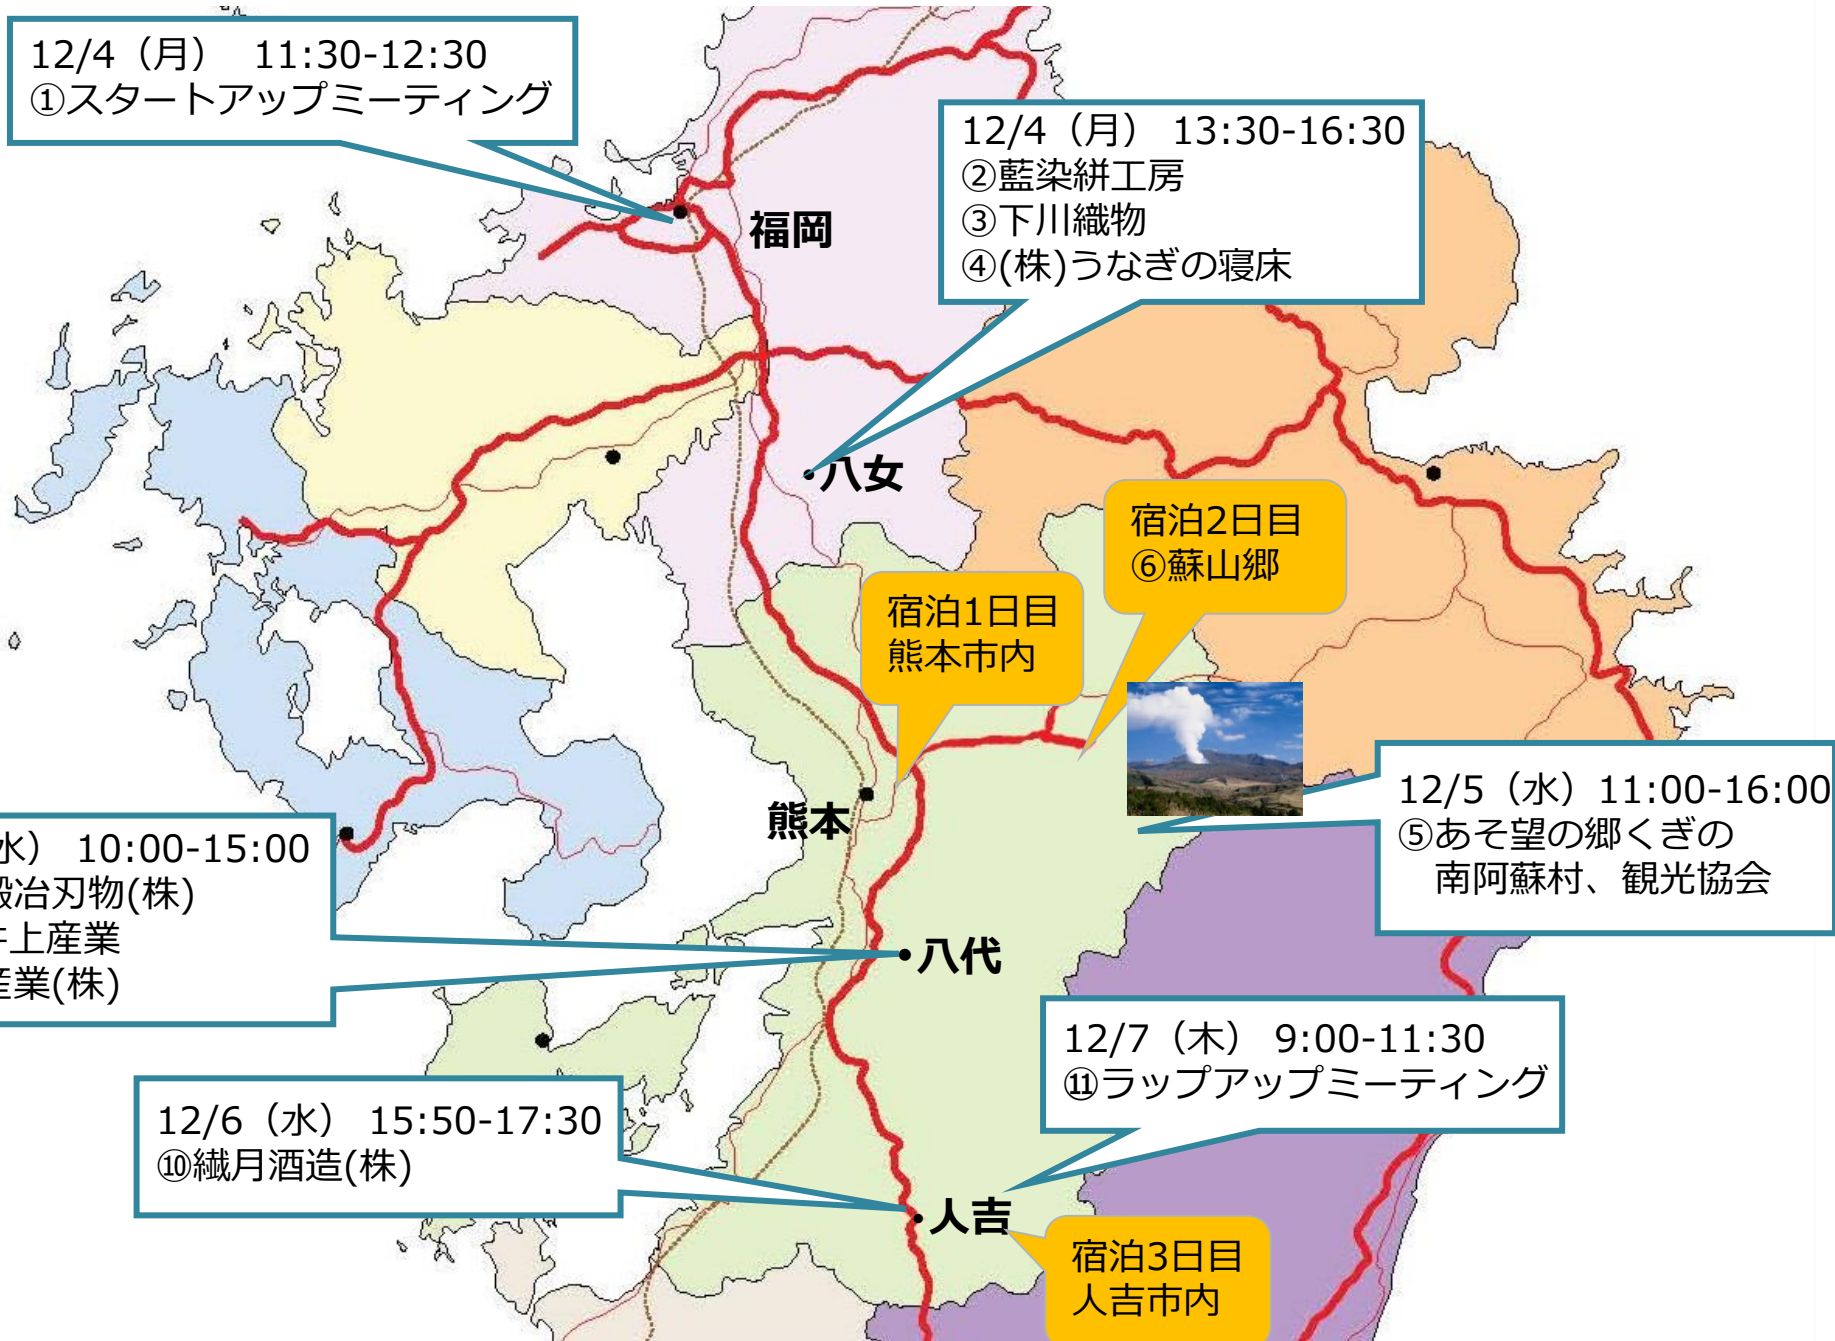 12/4（月） 11:30-12:30
①スタートアップミーティング
12/4（月） 13:30-16:30
②藍染絣工房
③下川織物
④(株)うなぎの寝床
福岡
八女
宿泊2日目
⑥蘇山郷
宿泊1日目
熊本市内
熊本
12/5（水）11:00-16:00
⑤あそ望の郷くぎの
南阿蘇村、観光協会
水） 10:00-15:00
鍛冶刃物(株)
井上産業
産業(株)
八代
12/7（木） 9:00-11:30
⑪ラップアップミーティング
12/6（水） 15:50-17:30
⑩繊月酒造(株)
人吉
宿泊3日目
人吉市内